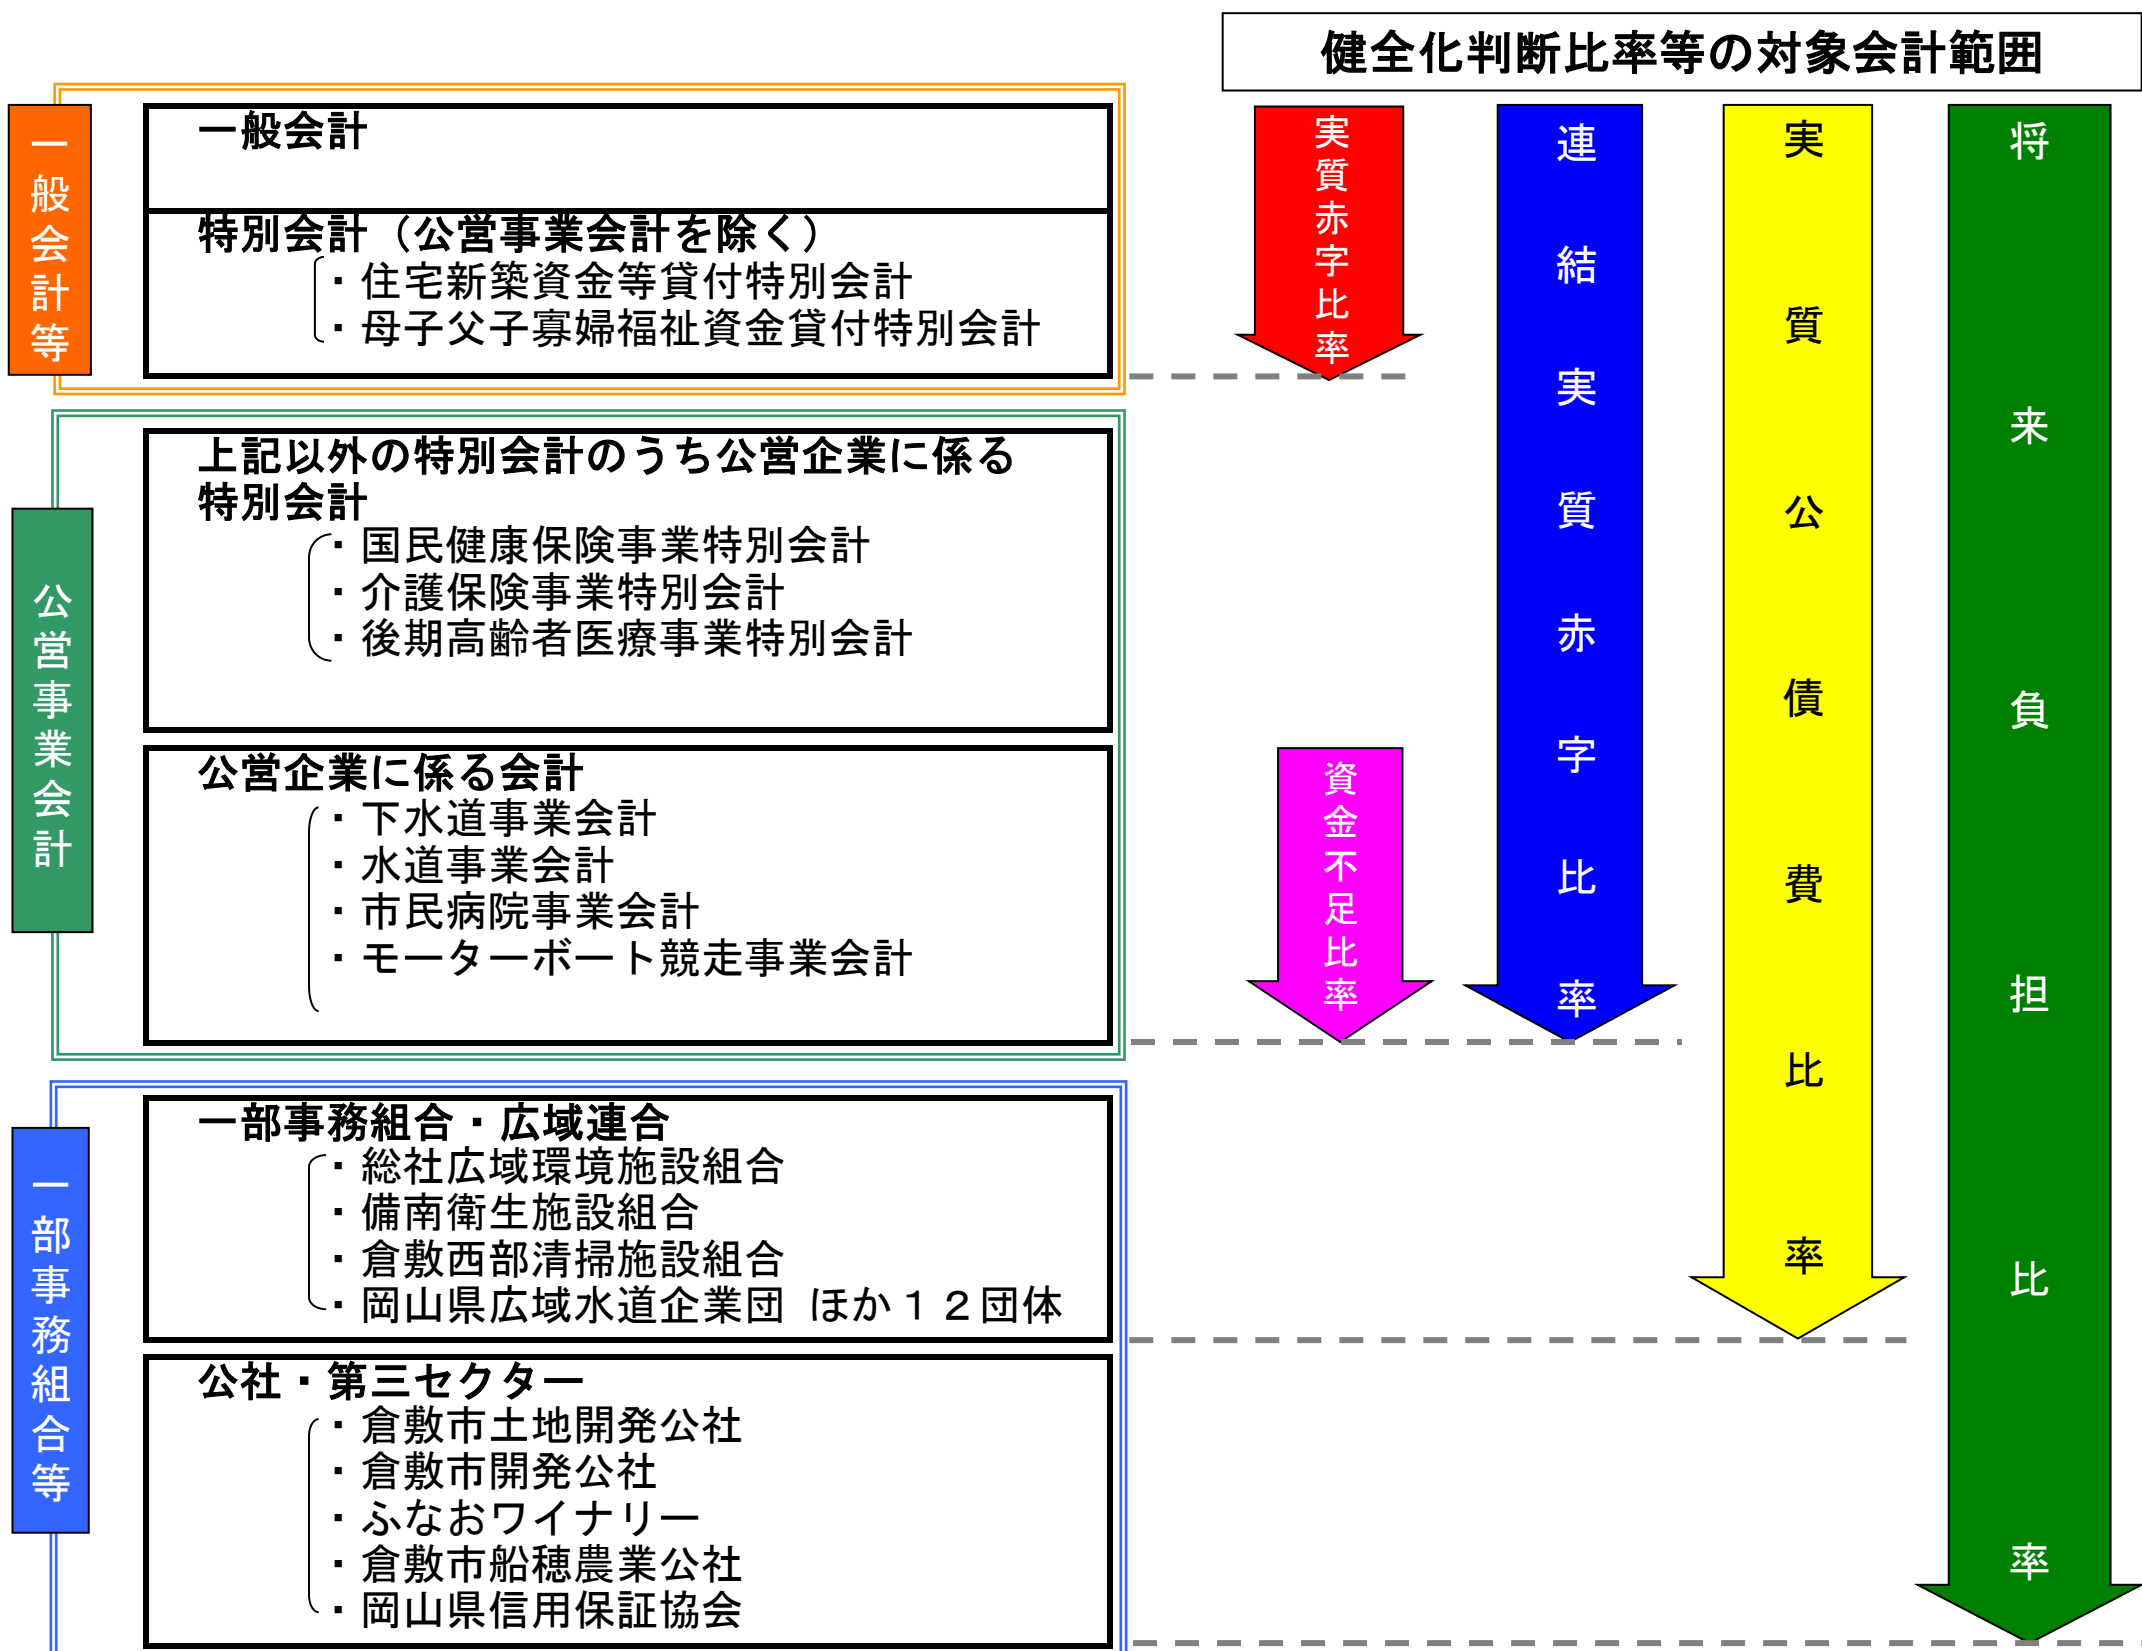 健全化判断比率等の対象会計範囲
一般会計等
一般会計
特別会計（公営事業会計を除く）
・住宅新築資金等貸付特別会計
・母子父子寡婦福祉資金貸付特別会計
公営事業会計
上記以外の特別会計のうち公営企業に係る
特別会計
・国民健康保険事業特別会計
・介護保険事業特別会計
・後期高齢者医療事業特別会計
公営企業に係る会計
・下水道事業会計
・水道事業会計
・市民病院事業会計
・モーターボート競走事業会計
一部事務組合等
一部事務組合・広域連合
・総社広域環境施設組合
・備南衛生施設組合
・倉敷西部清掃施設組合
・岡山県広域水道企業団 ほか１２団体
公社・第三セクター
・倉敷市土地開発公社
・倉敷市開発公社
・ふなおワイナリー
・倉敷市船穂農業公社
・岡山県信用保証協会
実質赤字比率
資金不足比率
連結実質赤字比率
実質公債費比率
将来負担比率